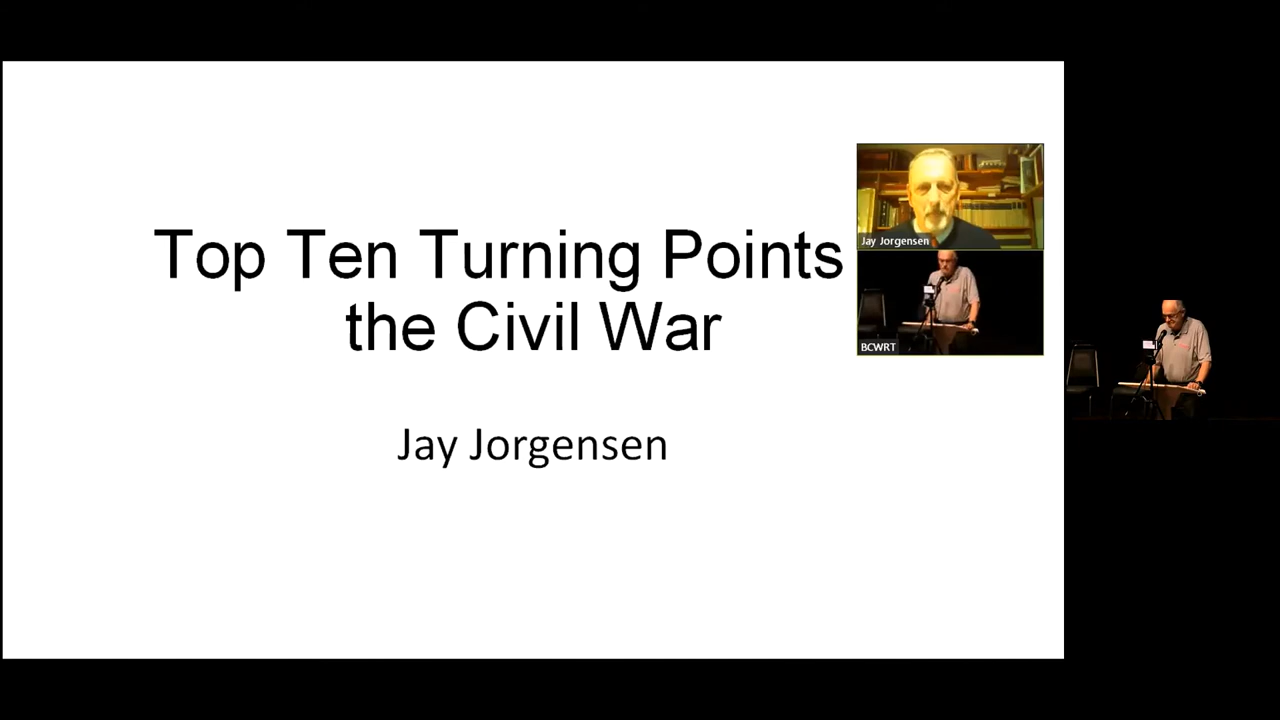 Top Ten Turning Points
the Civil War
Jay Jorgensen
Jay Jorgensen
BCWRT